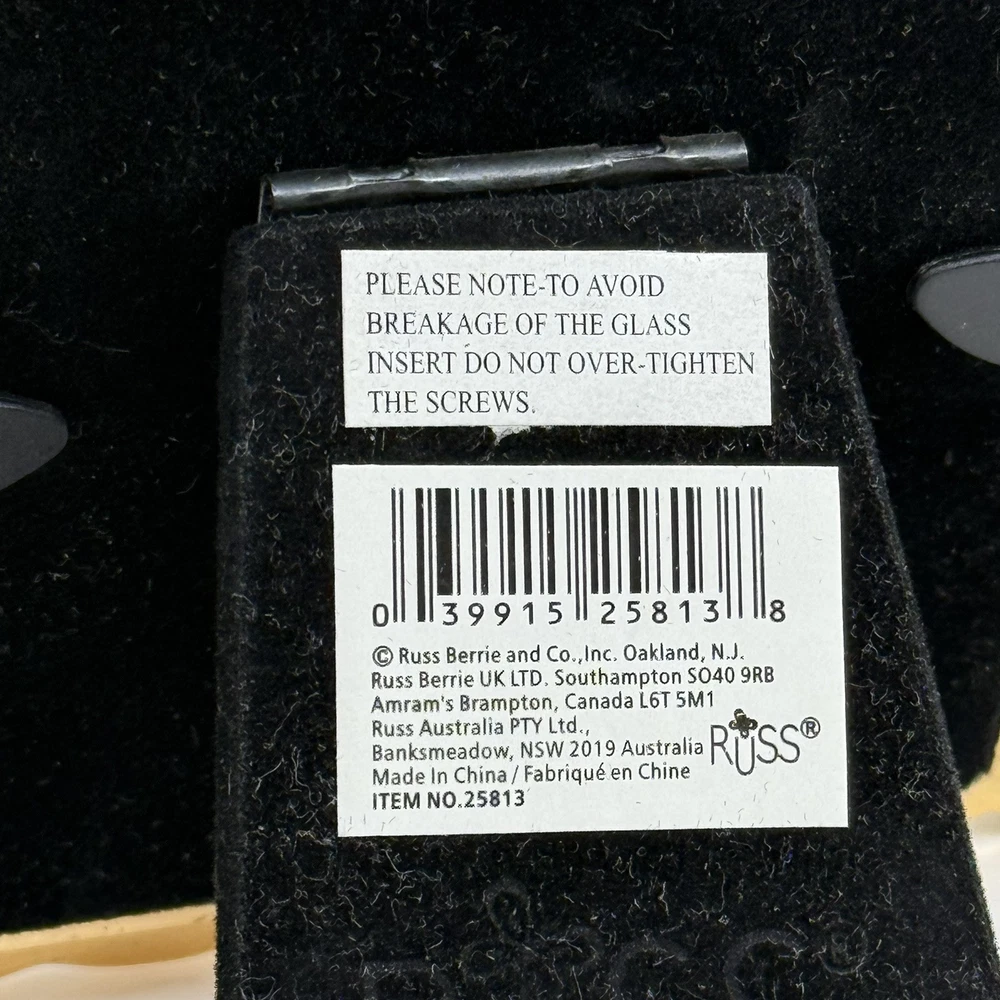 PLEASE NOTE-TO AVOID
BREAKAGE OF THE GLASS
INSERT DO NOT OVER-TIGHTEN
THE SCREWS.
0 39915 25813 8
© Russ Berrie and Co.,Inc. Oakland, N.J.
Russ Berrie UK LTD. Southampton SO40 9RB
Amram's Brampton, Canada L6T 5M1
Russ Australia PTY Ltd.,
Banksmeadow, NSW 2019 Australia
Made In China / Fabriqué en Chine
ITEM NO.25813
RUSS®